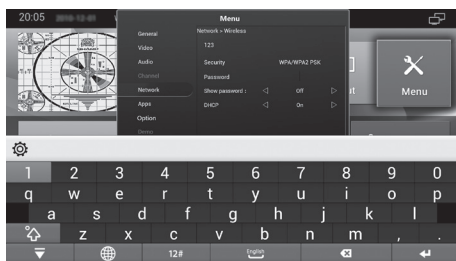 20:05
Menu
General
Network > Wireless
Video
123
Audio
Security WPA/WPA2 PSK
Channel
Password
Network
Show password : Off
Apps
DHCP On
Option
Demo
Menu
1 2 3 4 5 6 7 8 9 0
q w e r t y u i o p
a s d f g h j k l
z x c v b n m , .
12# English